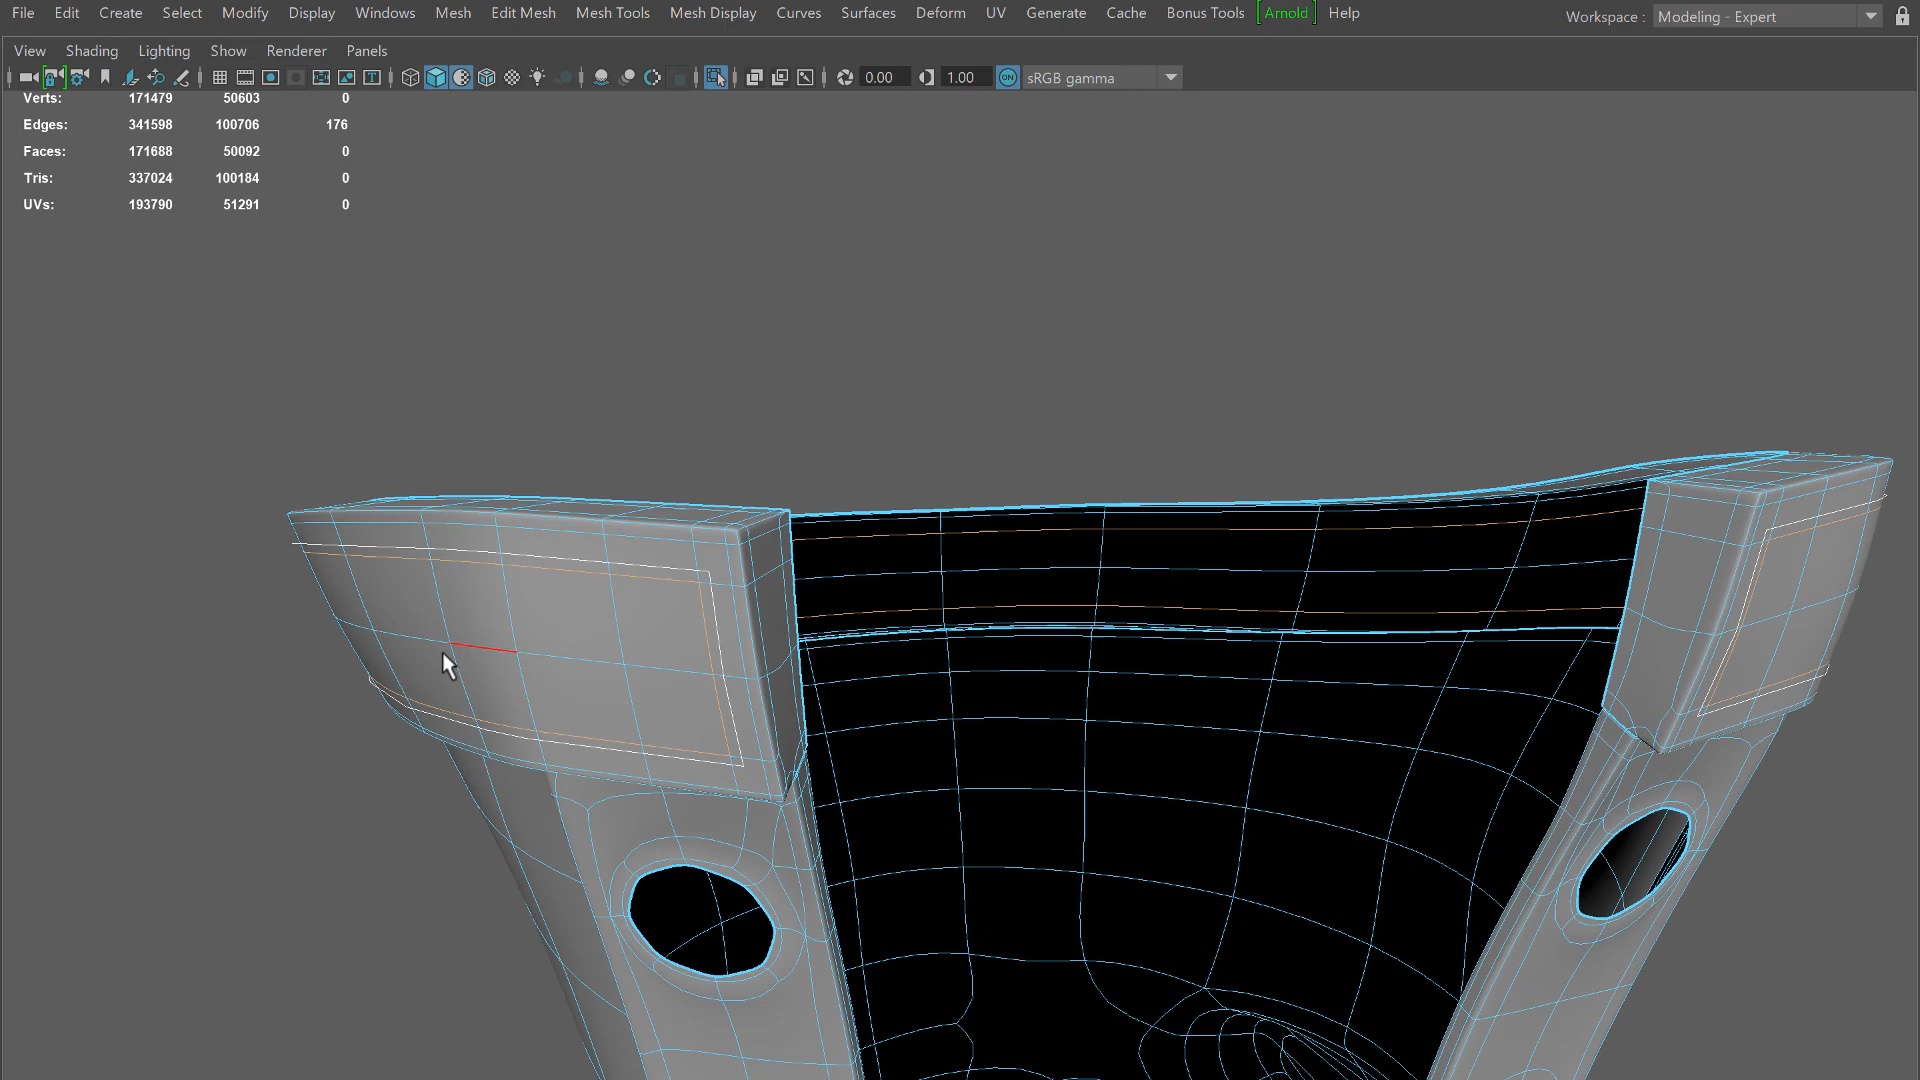 File Edit Create Select Modify Display Windows Mesh Edit Mesh Mesh Tools Mesh Display Curves Surfaces Deform UV Generate Cache Bonus Tools Arnold Help Workspace : Modeling - Expert
View Shading Lighting Show Renderer Panels
T 0.00 1.00 ON sRGB gamma
Verts: 171479 50603 0
Edges: 341598 100706 176
Faces: 171688 50092 0
Tris: 337024 100184 0
UVs: 193790 51291 0